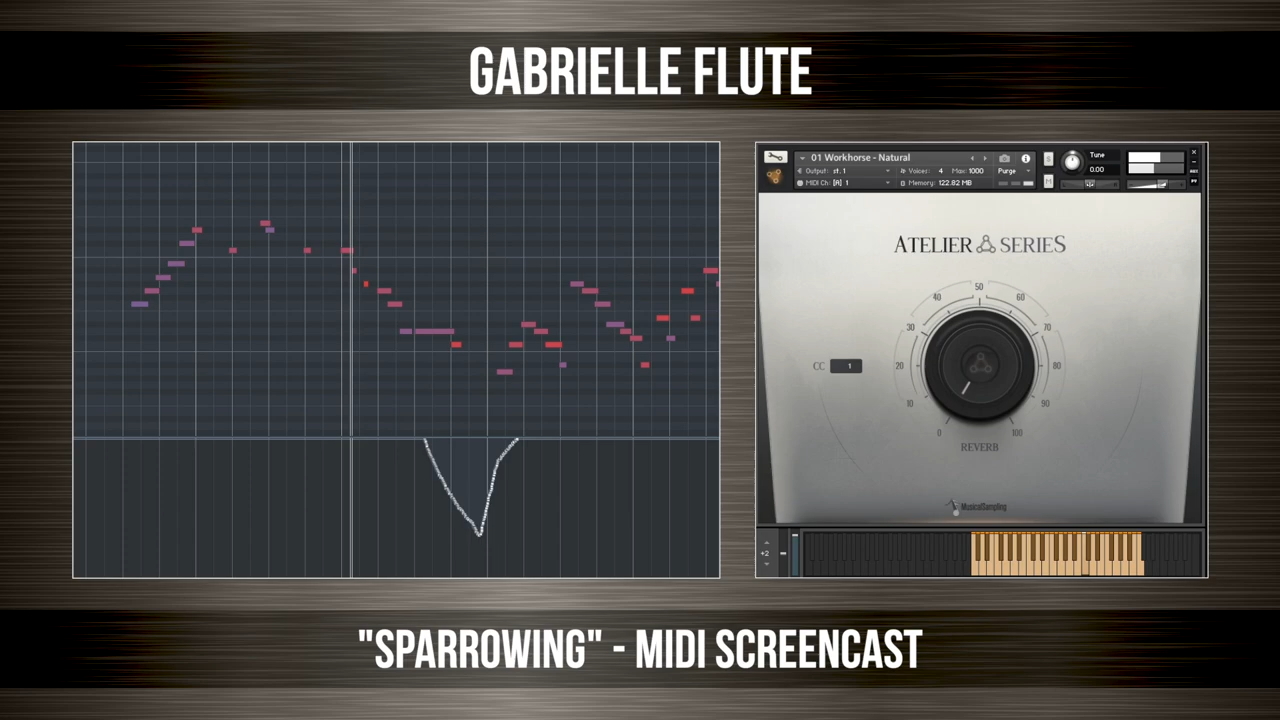 GABRIELLE FLUTE
01 Workhorse - Natural
Output: st. 1
Voices: 4 Max: 1000
Purge
MIDI Ch: [A] 1
Memory: 122.82 MB
S
M
Tune
0.00
ATELIER SERIES
50
40 60
30 70
CC 1
20 80
10 90
0 100
REVERB
MusicalSampling
+2
"SPARROWING" - MIDI SCREENCAST